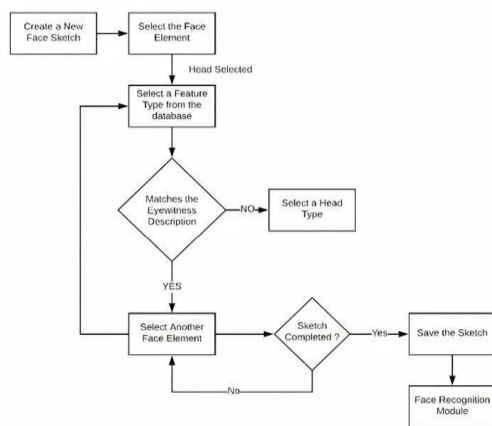 Create a New
Face Sketch
Select the Face
Element
Head Selected
Select a Feature
Type from the
database
Matches the
Eyewitness
Description
NO
Select a Head
Type
YES
Select Another
Face Element
Sketch
Completed ?
Yes
Save the Sketch
No
Face Recognition
Module